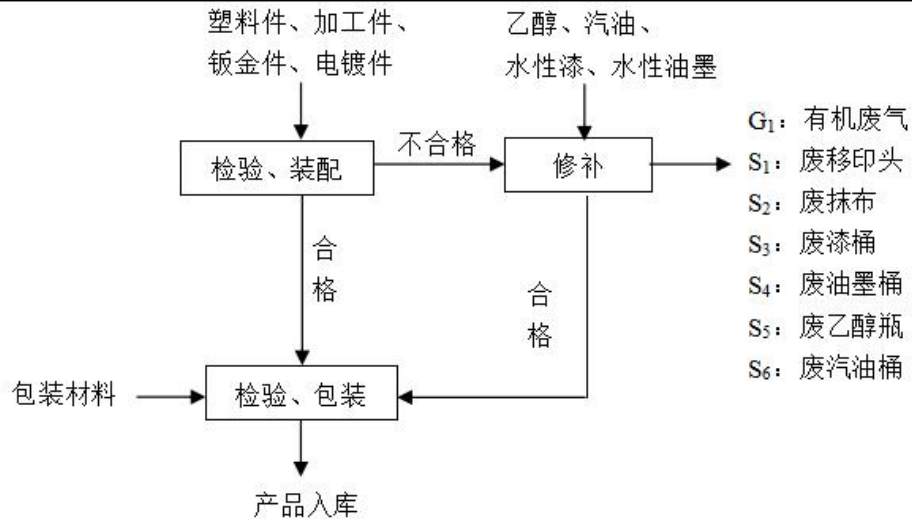 塑料件、加工件、
钣金件、电镀件
乙醇、汽油、
水性漆、水性油墨
检验、装配
不合格
修补
G₁：有机废气
S₁：废移印头
S₂：废抹布
S₃：废漆桶
S₄：废油墨桶
S₅：废乙醇瓶
S₆：废汽油桶
合
格
合
格
包装材料
检验、包装
产品入库